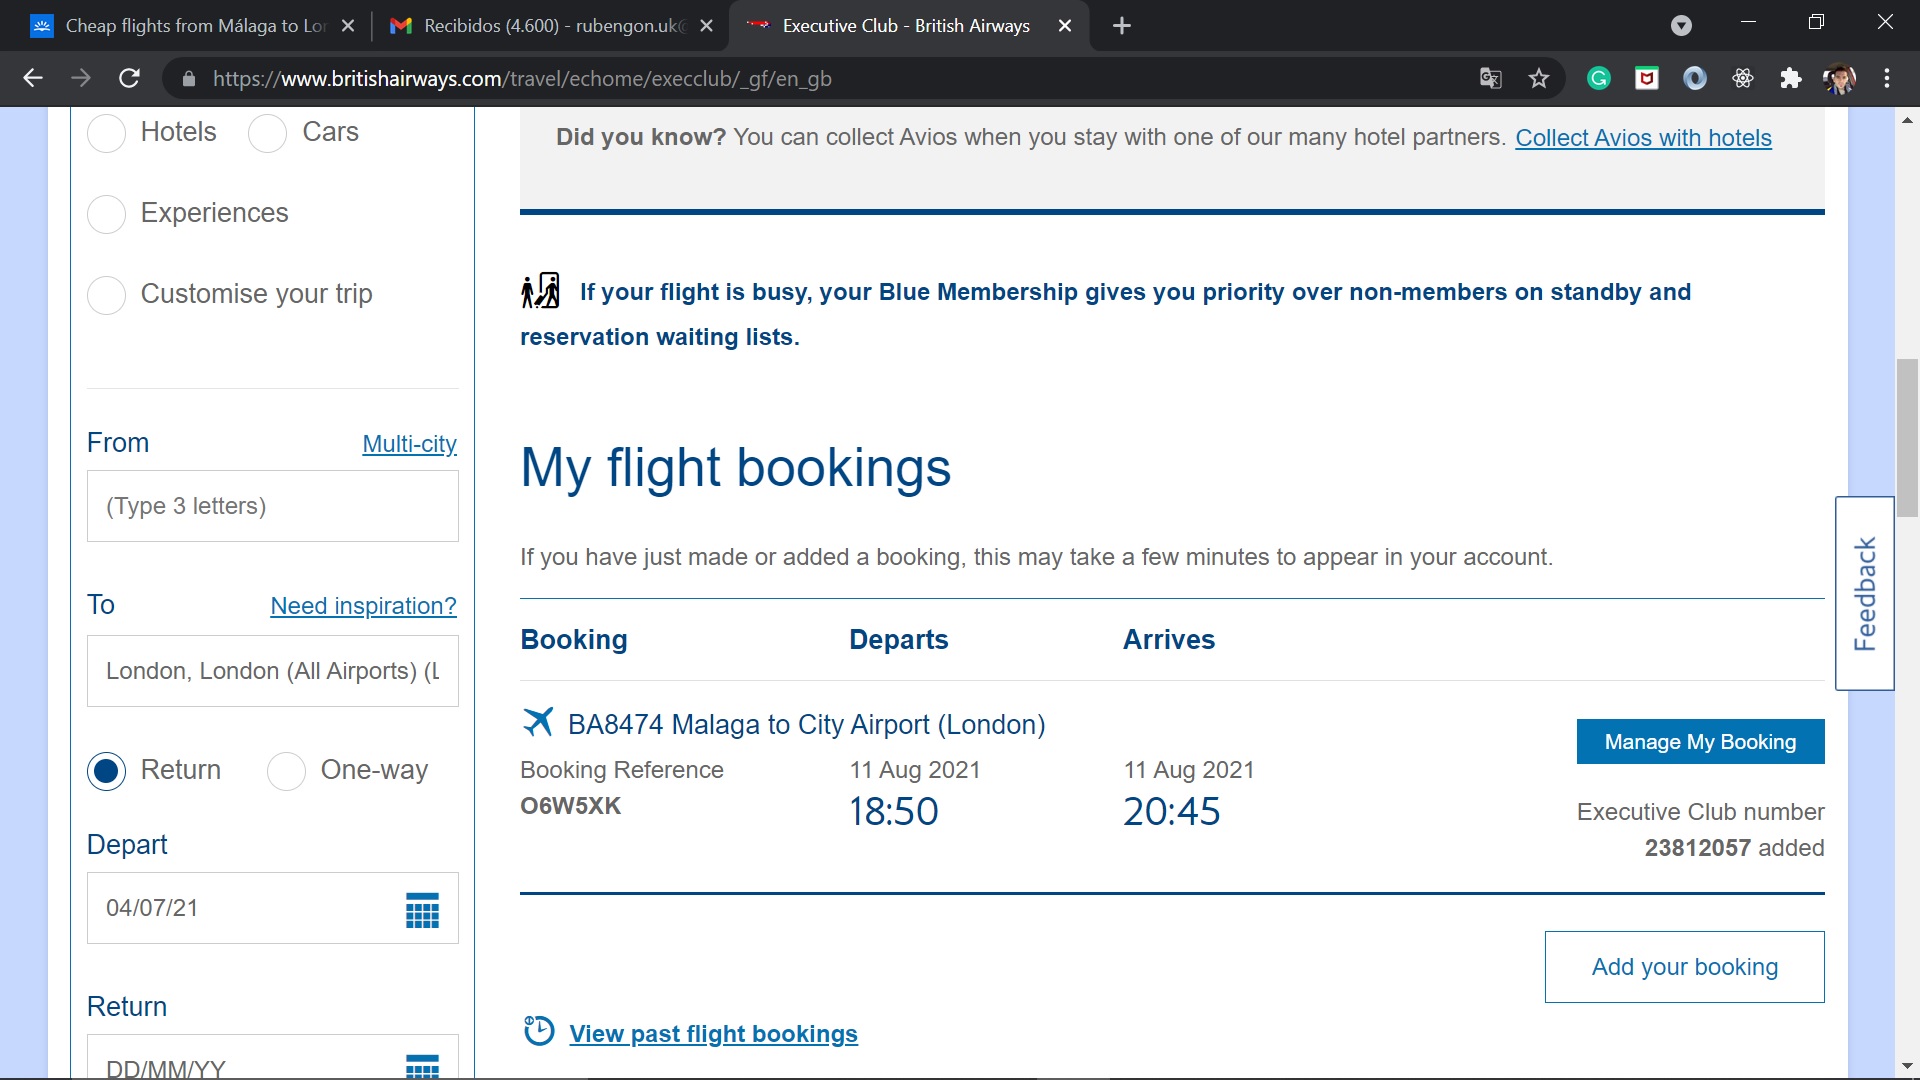 Cheap flights from Málaga to Lor
Recibidos (4.600) - rubengon.uk@
Executive Club - British Airways
https://www.britishairways.com/travel/echome/execclub/_gf/en_gb
Hotels
Cars
Experiences
Customise your trip
From
Multi-city
(Type 3 letters)
To
Need inspiration?
London, London (All Airports) (L
Return
One-way
Depart
04/07/21
Return
DD/MM/YY
Did you know? You can collect Avios when you stay with one of our many hotel partners. Collect Avios with hotels
If your flight is busy, your Blue Membership gives you priority over non-members on standby and
reservation waiting lists.
My flight bookings
If you have just made or added a booking, this may take a few minutes to appear in your account.
Booking
Departs
Arrives
BA8474 Malaga to City Airport (London)
Manage My Booking
Booking Reference
11 Aug 2021
11 Aug 2021
O6W5XK
18:50
20:45
Executive Club number
23812057 added
Add your booking
View past flight bookings
Feedback